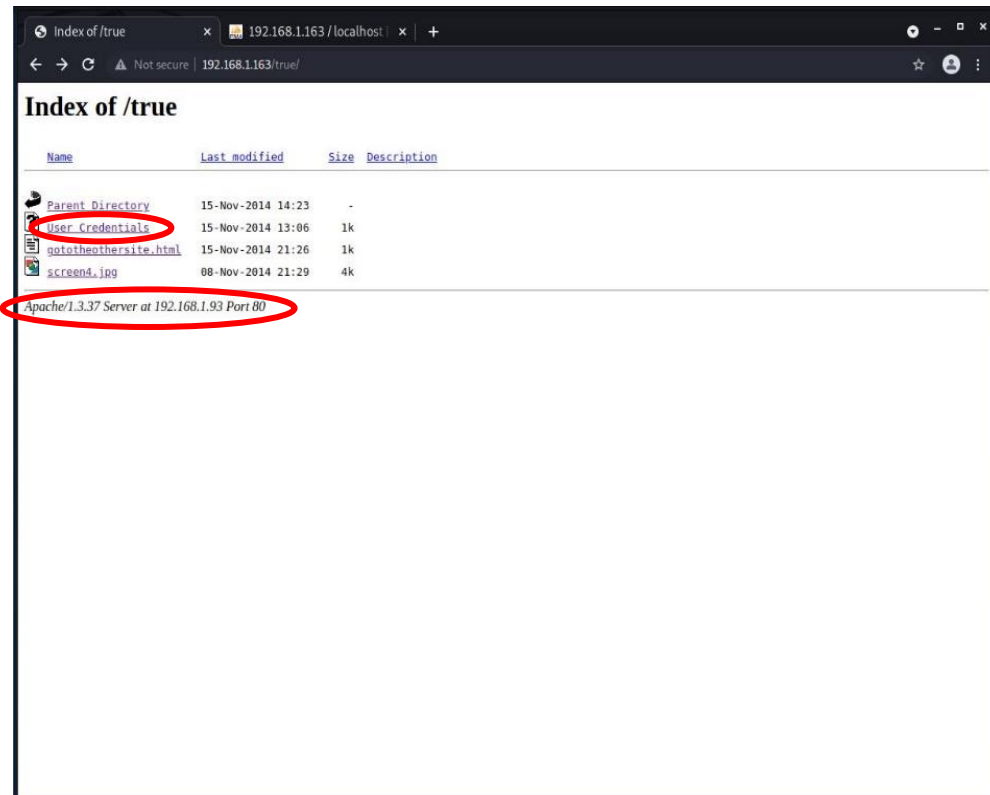 Index of /true
192.168.1.163 / localhost
Not secure 192.168.1.163/true/
Index of /true
Name Last modified Size Description
Parent Directory 15-Nov-2014 14:23 -
User Credentials 15-Nov-2014 13:06 1k
gototheothersite.html 15-Nov-2014 21:26 1k
screen4.jpg 08-Nov-2014 21:29 4k
Apache/1.3.37 Server at 192.168.1.93 Port 80